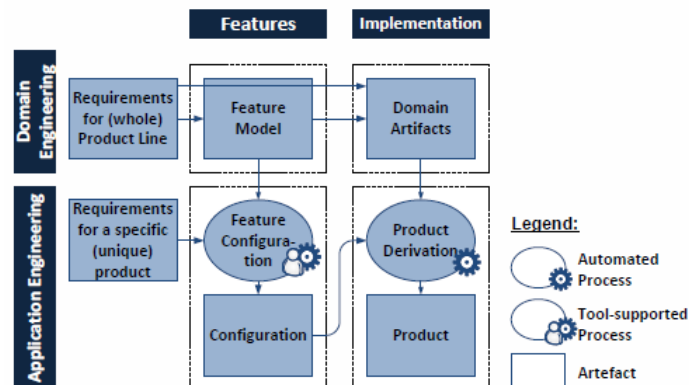 Features
Implementation
Domain
Engineering
Requirements
for (whole)
Product Line
Feature
Model
Domain
Artifacts
Application Engineering
Requirements
for a specific
(unique)
product
Feature
Configura-
tion
Product
Derivation
Configuration
Product
Legend:
Automated
Process
Tool-supported
Process
Artefact